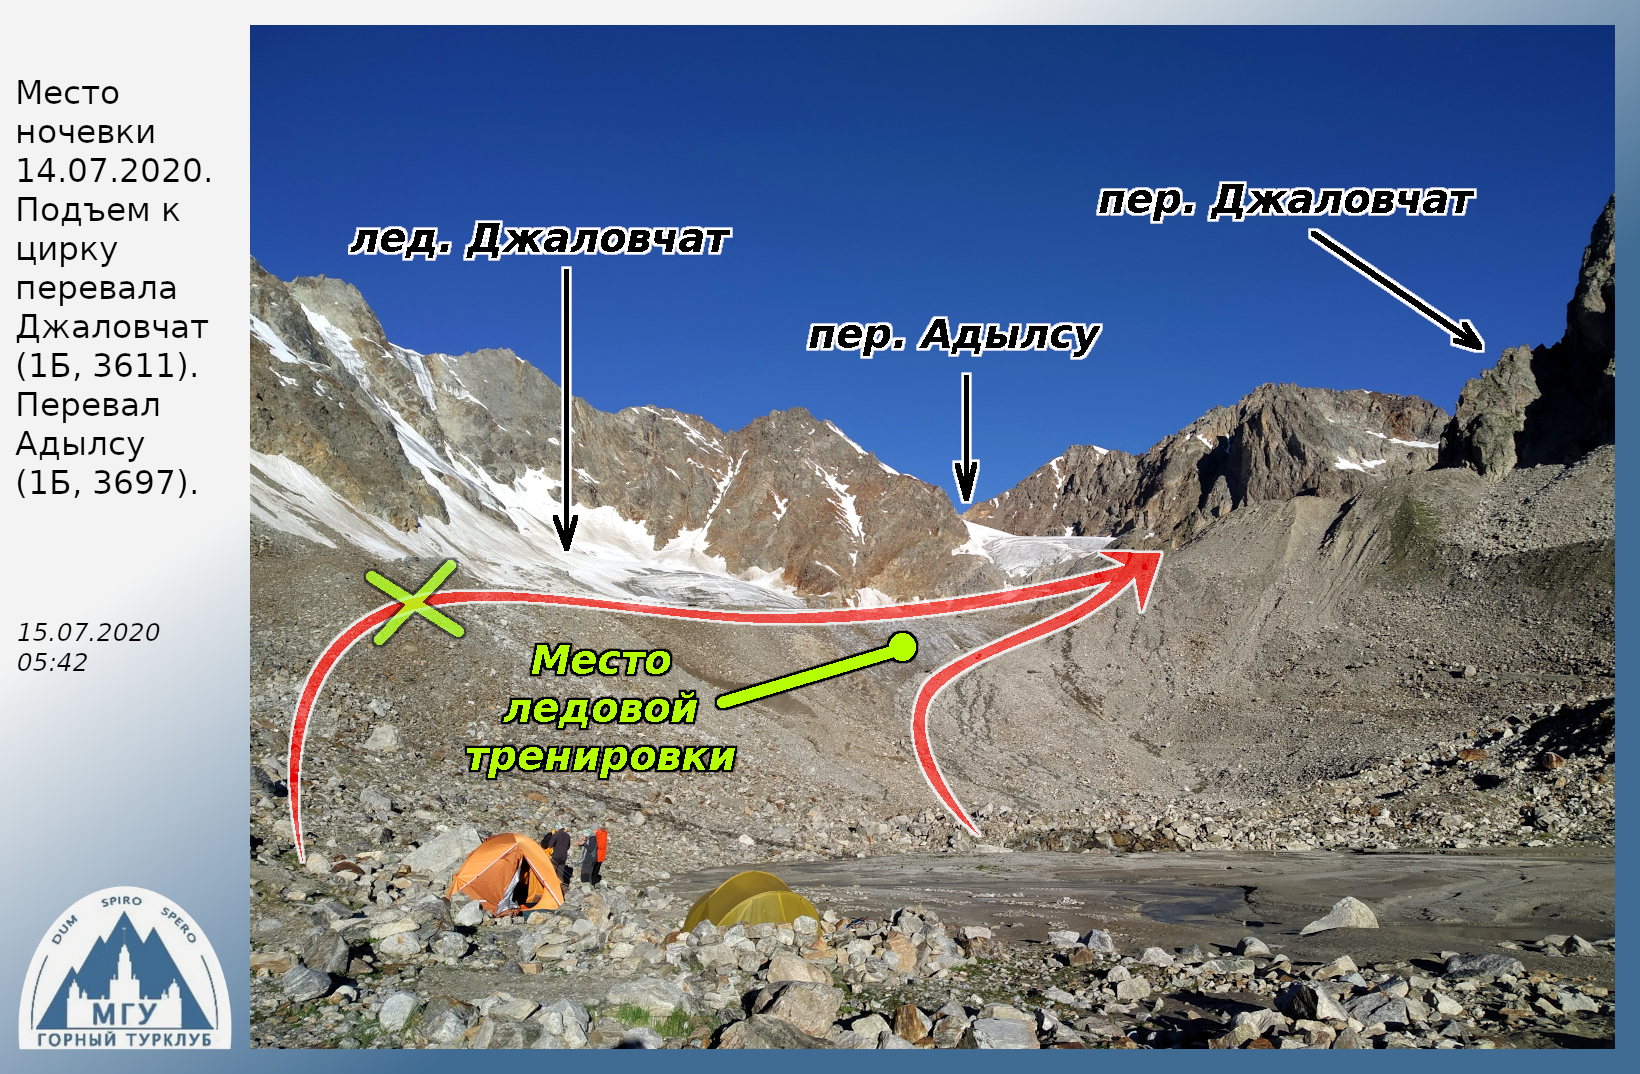 Место
ночевки
14.07.2020.
Подъем к
цирку
перевала
Джаловчат
(1Б, 3611).
Перевал
Адылсу
(1Б, 3697).
15.07.2020
05:42
лед. Джаловчат
пер. Адылсу
пер. Джаловчат
Место
ледовой
тренировки
DUM SPIRO SPERO
МГУ
ГОРНЫЙ ТУРКЛУБ